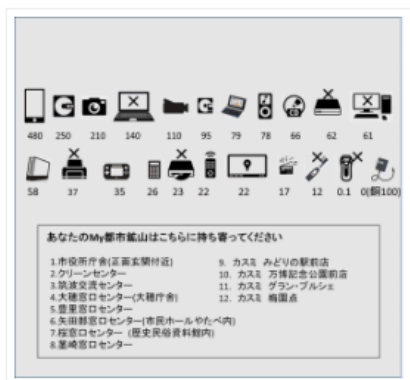 480 250 210 140 110 95 79 78 66 62 61
58 37 35 26 23 22 22 17 12 0.1 0(銅100)
あなたのMy都市鉱山はこちらに持ち寄ってください
1.市役所庁舎(正面玄関付近)
2.クリーンセンター
3.筑波交流センター
4.大穂窓口センター(大穂庁舎)
5.豊里窓口センター
6.矢田部窓口センター(市民ホールやたべ内)
7.桜窓口センター (歴史民俗資料館内)
8.茎崎窓口センター
9. カスミ みどりの駅前店
10. カスミ 万博記念公園前店
11. カスミ グラン・ブルシェ
12. カスミ 梅園点